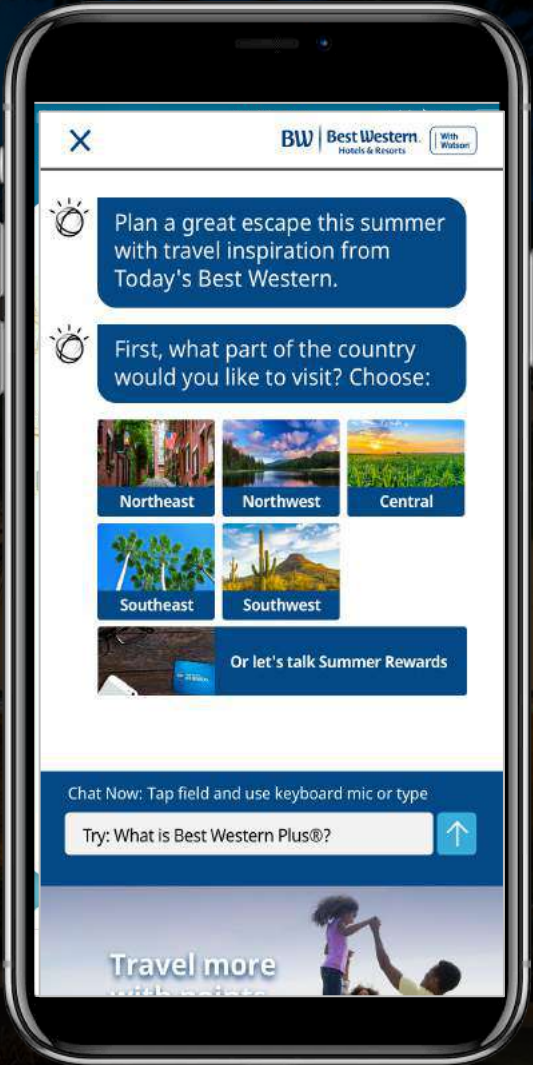 BW Best Western.
Hotels & Resorts
With
Watson
Plan a great escape this summer
with travel inspiration from
Today's Best Western.
First, what part of the country
would you like to visit? Choose:
Northeast
Northwest
Central
Southeast
Southwest
Or let's talk Summer Rewards
Chat Now: Tap field and use keyboard mic or type
Try: What is Best Western Plus®?
Travel more
with points